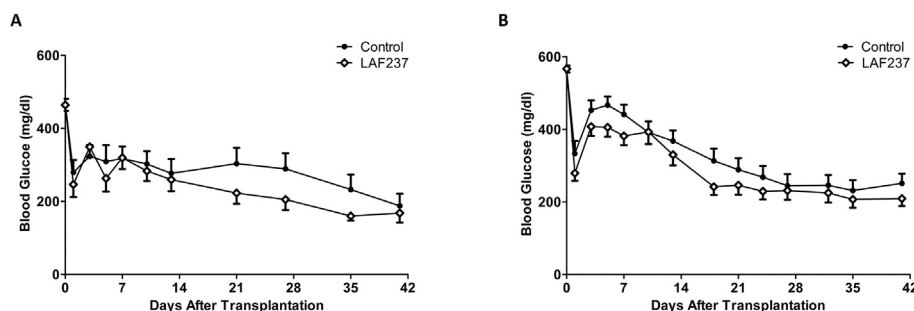 A
Control
LAF237
Blood Glucoe (mg/dl)
600
400
200
0
0 7 14 21 28 35 42
Days After Transplantation
B
Control
LAF237
Blood Glucose (mg/dl)
600
400
200
0
0 7 14 21 28 35 42
Days After Transplantation